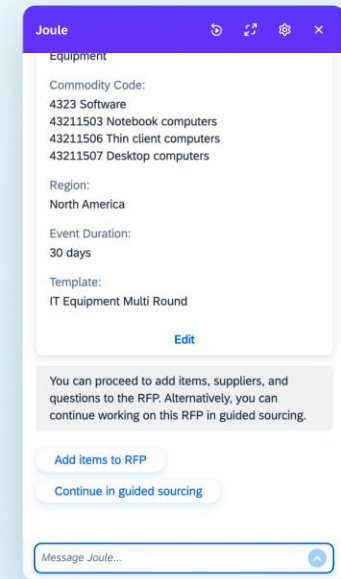 Joule
Equipment
Commodity Code:
4323 Software
43211503 Notebook computers
43211506 Thin client computers
43211507 Desktop computers
Region:
North America
Event Duration:
30 days
Template:
IT Equipment Multi Round
Edit
You can proceed to add items, suppliers, and
questions to the RFP. Alternatively, you can
continue working on this RFP in guided sourcing.
Add items to RFP
Continue in guided sourcing
Message Joule...